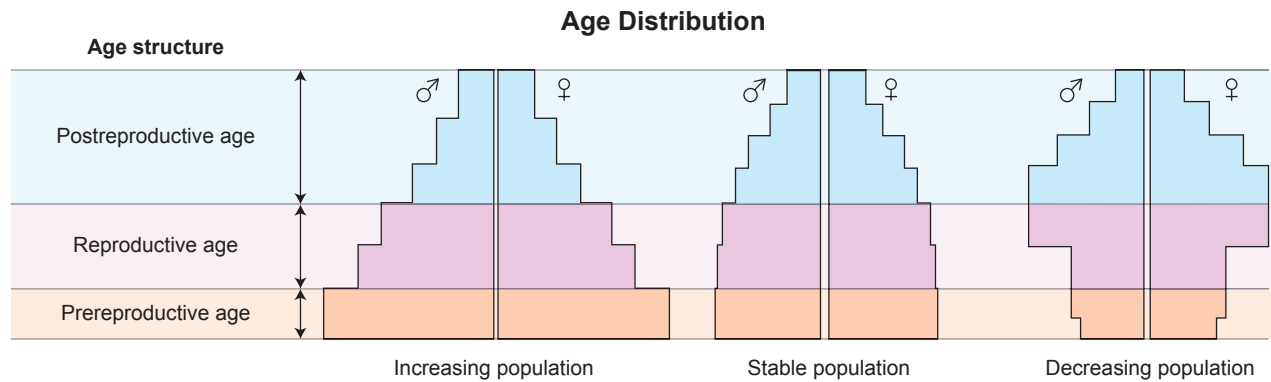 Age Distribution
Age structure
♂ ♀ ♂ ♀ ♂ ♀
Postreproductive age
Reproductive age
Prereproductive age
Increasing population
Stable population
Decreasing population